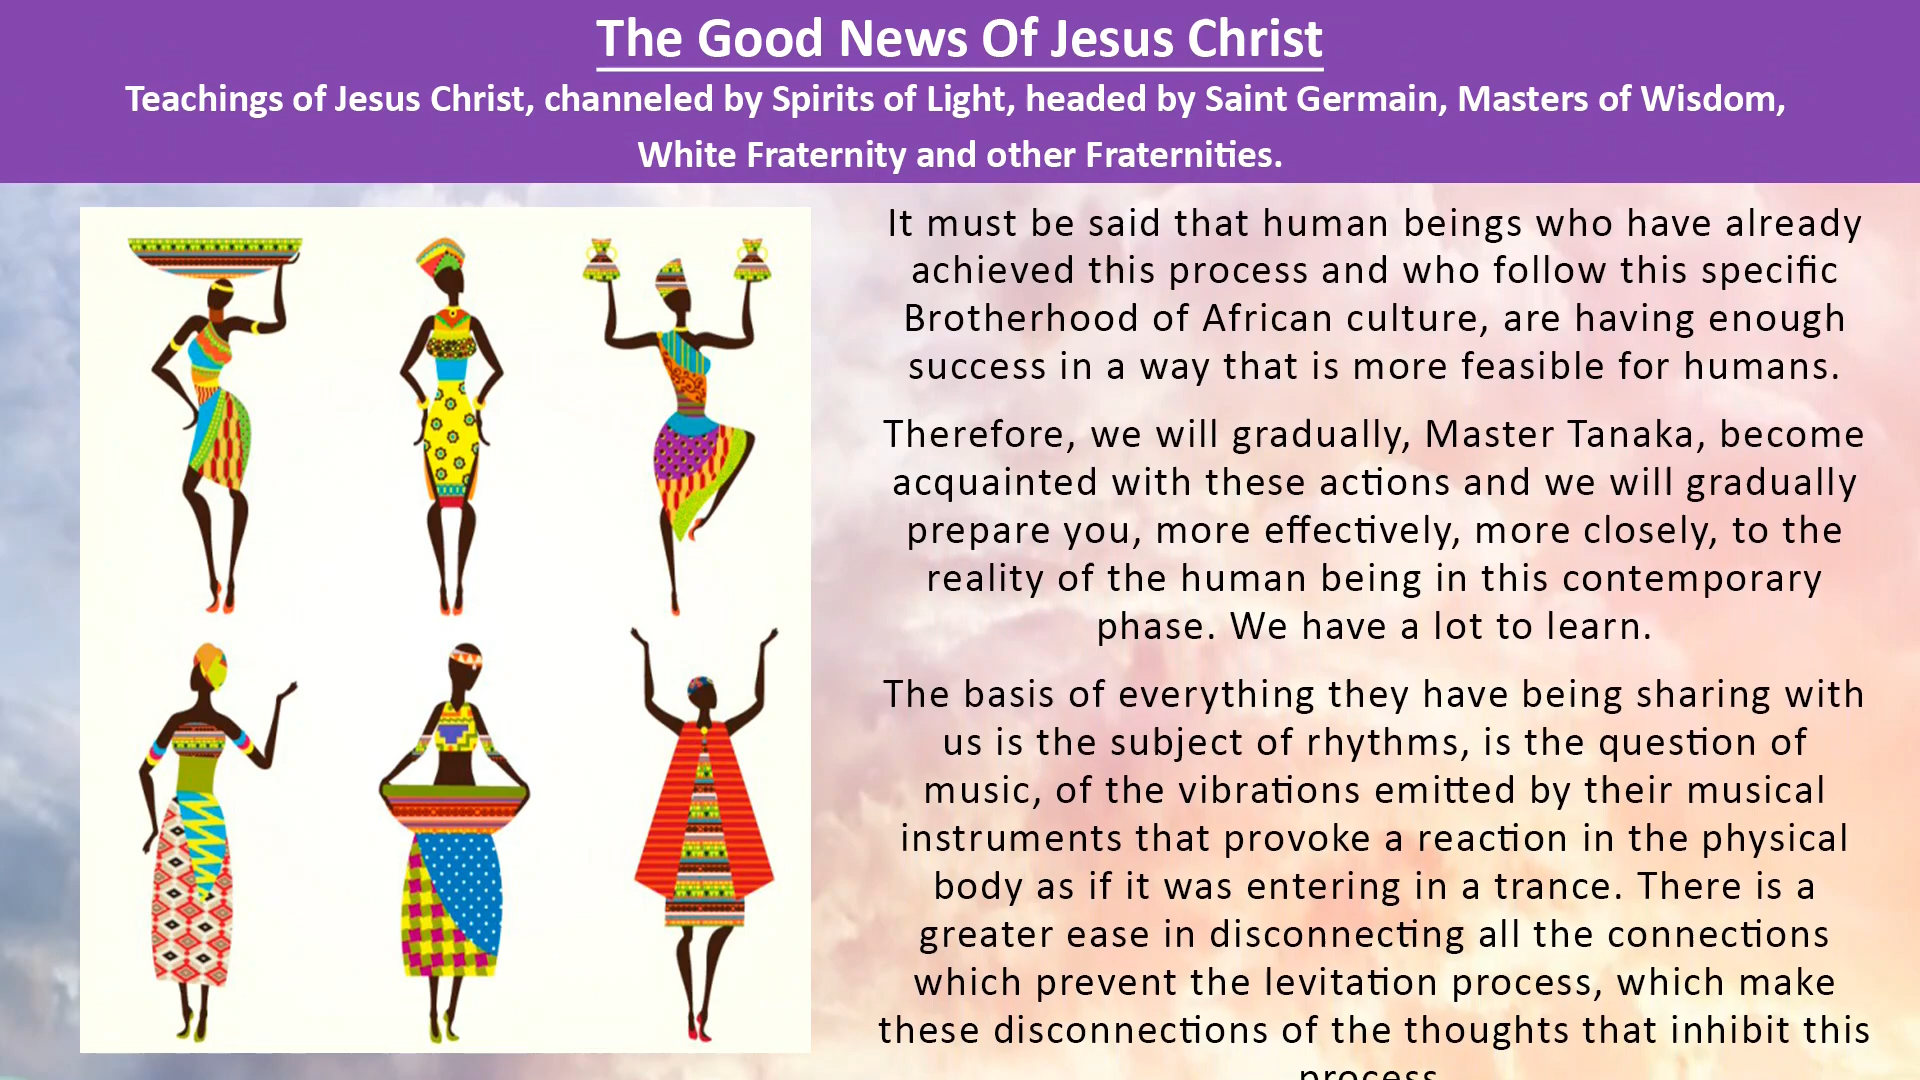 The Good News Of Jesus Christ
Teachings of Jesus Christ, channeled by Spirits of Light, headed by Saint Germain, Masters of Wisdom,
White Fraternity and other Fraternities.
It must be said that human beings who have already
achieved this process and who follow this specific
Brotherhood of African culture, are having enough
success in a way that is more feasible for humans.
Therefore, we will gradually, Master Tanaka, become
acquainted with these actions and we will gradually
prepare you, more effectively, more closely, to the
reality of the human being in this contemporary
phase. We have a lot to learn.
The basis of everything they have being sharing with
us is the subject of rhythms, is the question of
music, of the vibrations emitted by their musical
instruments that provoke a reaction in the physical
body as if it was entering in a trance. There is a
greater ease in disconnecting all the connections
which prevent the levitation process, which make
these disconnections of the thoughts that inhibit this
process.